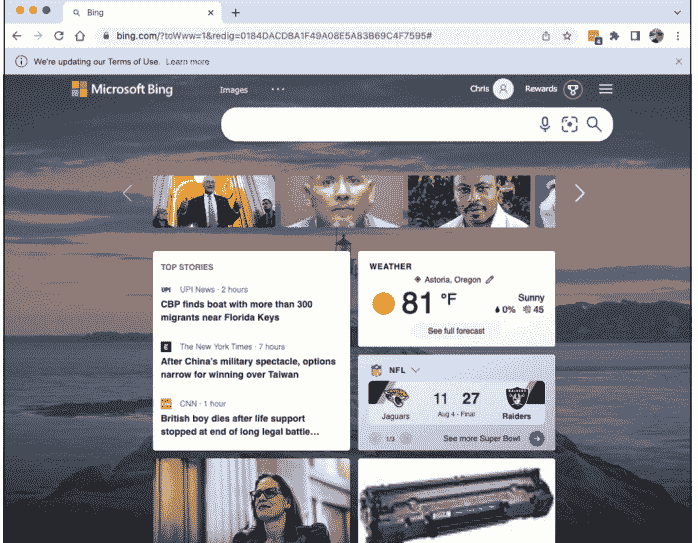 Bing
bing.com/?toWww=1&redig=0184DACDBA1F49A08E5A83B69C4F7595#
We're updating our Terms of Use. Learn more
Microsoft Bing
Images
Chris
Rewards
TOP STORIES
UPI UPI News · 2 hours
CBP finds boat with more than 300
migrants near Florida Keys
The New York Times · 7 hours
After China's military spectacle, options
narrow for winning over Taiwan
CNN · 1 hour
British boy dies after life support
stopped at end of long legal battle...
WEATHER
Astoria, Oregon
81 °F
Sunny
0% 45
See full forecast
NFL
11 27
Jaguars
Aug 4 - Final
Raiders
1/3
See more Super Bowl